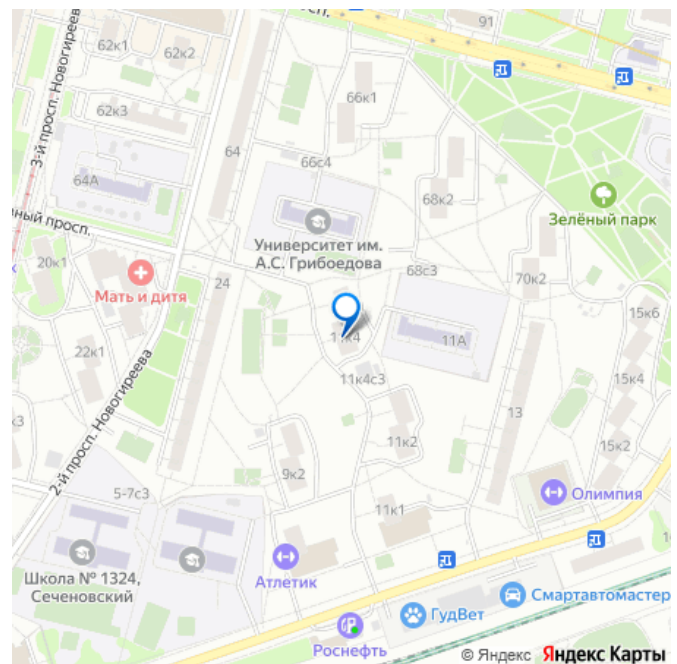 91
осп.
62к1
62к2
66к1
62к3
3-й просп. Новогиреева
64
66с4
64А
68к2
Зелёный парк
ный просп.
Университет им.
А.С. Грибоедова
20к1
24
68с3
70к2
Мать и дитя
15к6
11к4
11А
22к1
11к4с3
15к4
2-й просп. Новогиреева
13
к3
11к2
15к2
9к2
5-7с3
Олимпия
11к1
Школа № 1324,
Сеченовский
Атлетик
Смартавтомастер
ГудВет
Роснефть
© Яндекс Яндекс Карты